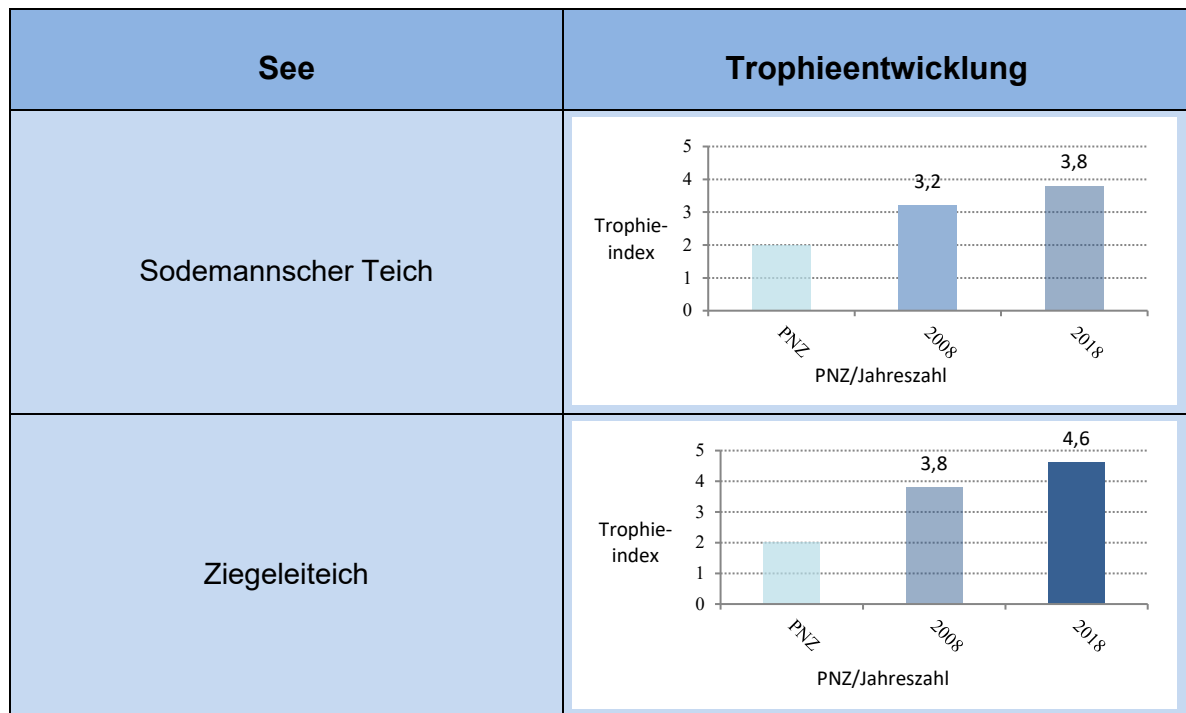 See
Trophieentwicklung
Sodemannscher Teich
5
4
3
2
1
0
Trophie-
index
3,2
3,8
PNZ
2008
2018
PNZ/Jahreszahl
Ziegeleiteich
5
4
3
2
1
0
Trophie-
index
3,8
4,6
PNZ
2008
2018
PNZ/Jahreszahl